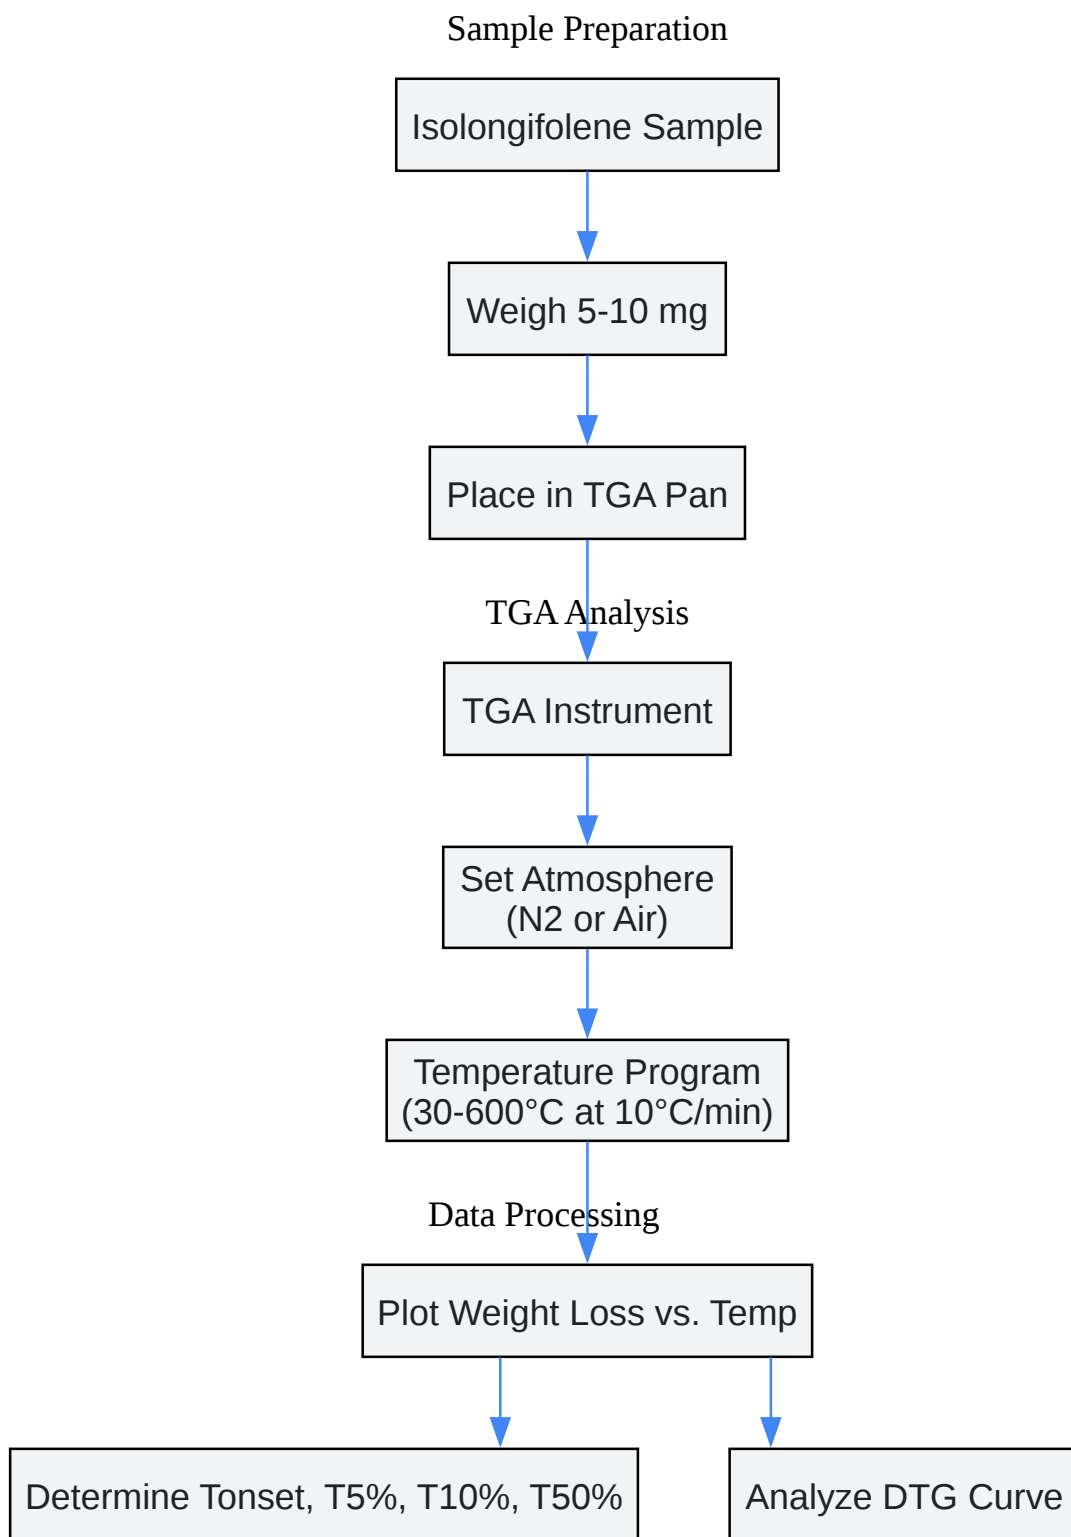 Sample Preparation
Isolongifolene Sample
Weigh 5-10 mg
Place in TGA Pan
TGA Analysis
TGA Instrument
Set Atmosphere
(N2 or Air)
Temperature Program
(30-600°C at 10°C/min)
Data Processing
Plot Weight Loss vs. Temp
Determine Tonset, T5%, T10%, T50%
Analyze DTG Curve